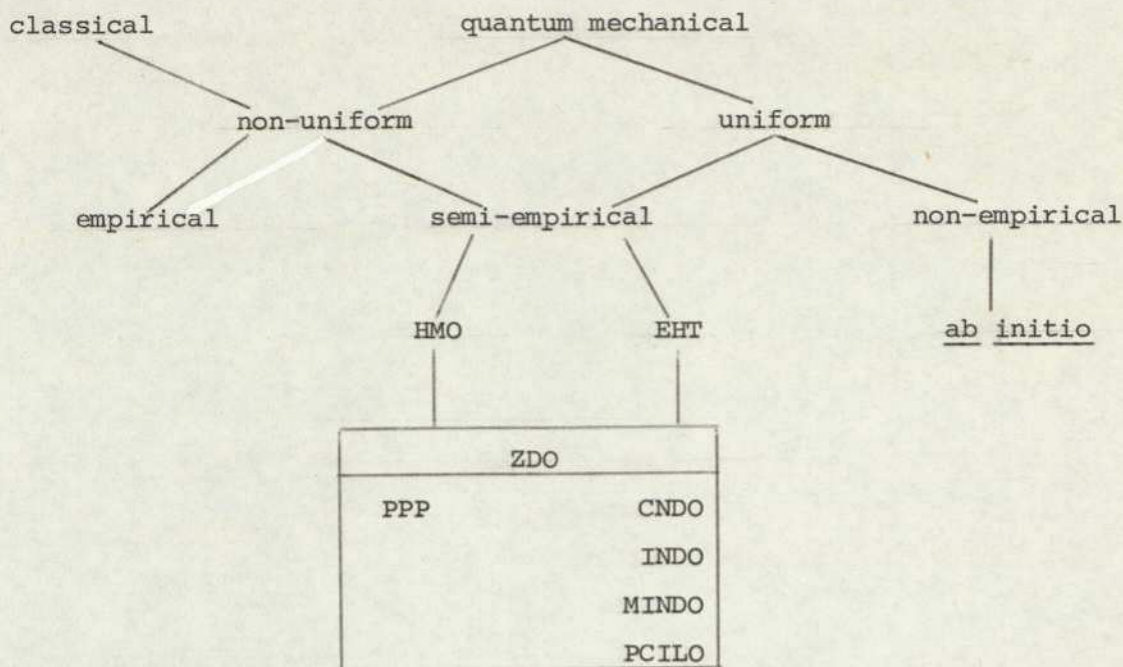 classical quantum mechanical
non-uniform uniform
empirical semi-empirical non-empirical
HMO EHT ab initio
ZDO
PPP CNDO
INDO
MINDO
PCILO